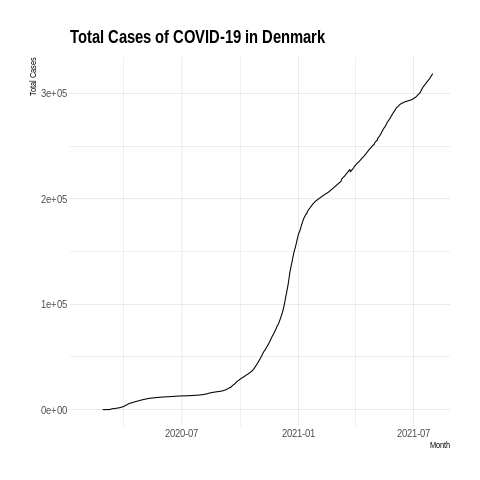 Total Cases of COVID-19 in Denmark
Total Cases
3e+05
2e+05
1e+05
0e+00
2020-07 2021-01 2021-07
Month